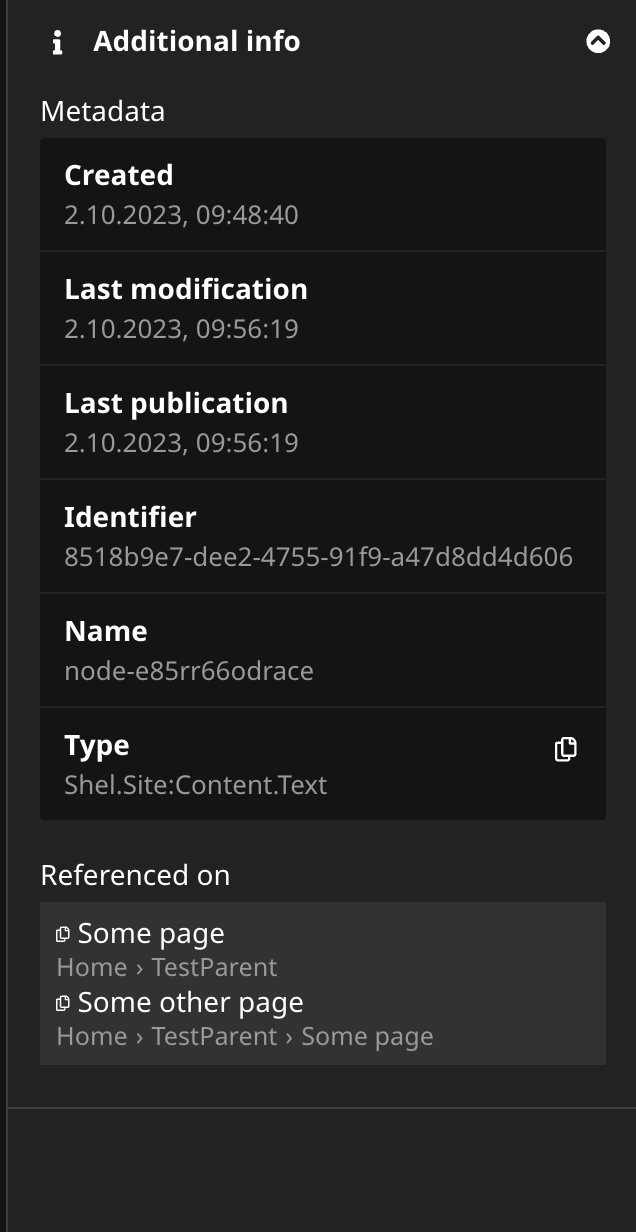 Additional info
Metadata
Created
2.10.2023, 09:48:40
Last modification
2.10.2023, 09:56:19
Last publication
2.10.2023, 09:56:19
Identifier
8518b9e7-dee2-4755-91f9-a47d8dd4d606
Name
node-e85rr66odrace
Type
Shel.Site:Content.Text
Referenced on
Some page
Home › TestParent
Some other page
Home › TestParent › Some page